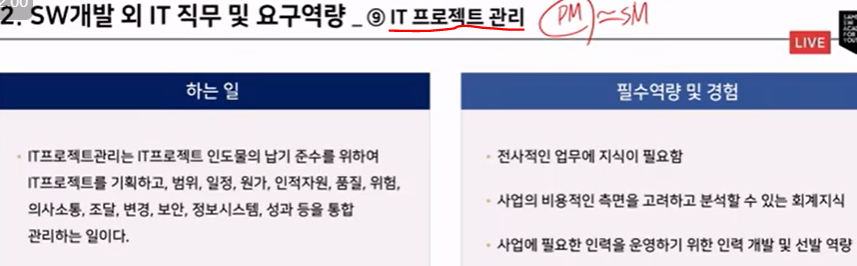 2:00
2. SW개발 외 IT 직무 및 요구역량 _ ⑨ IT 프로젝트 관리 PM ≈SM
LIVE
하는 일
• IT프로젝트관리는 IT프로젝트 인도물의 납기 준수를 위하여
IT프로젝트를 기획하고, 범위, 일정, 원가, 인적자원, 품질, 위험,
의사소통, 조달, 변경, 보안, 정보시스템, 성과 등을 통합
관리하는 일이다.
필수역량 및 경험
• 전사적인 업무에 지식이 필요함
• 사업의 비용적인 측면을 고려하고 분석할 수 있는 회계지식
• 사업에 필요한 인력을 운영하기 위한 인력 개발 및 선발 역량